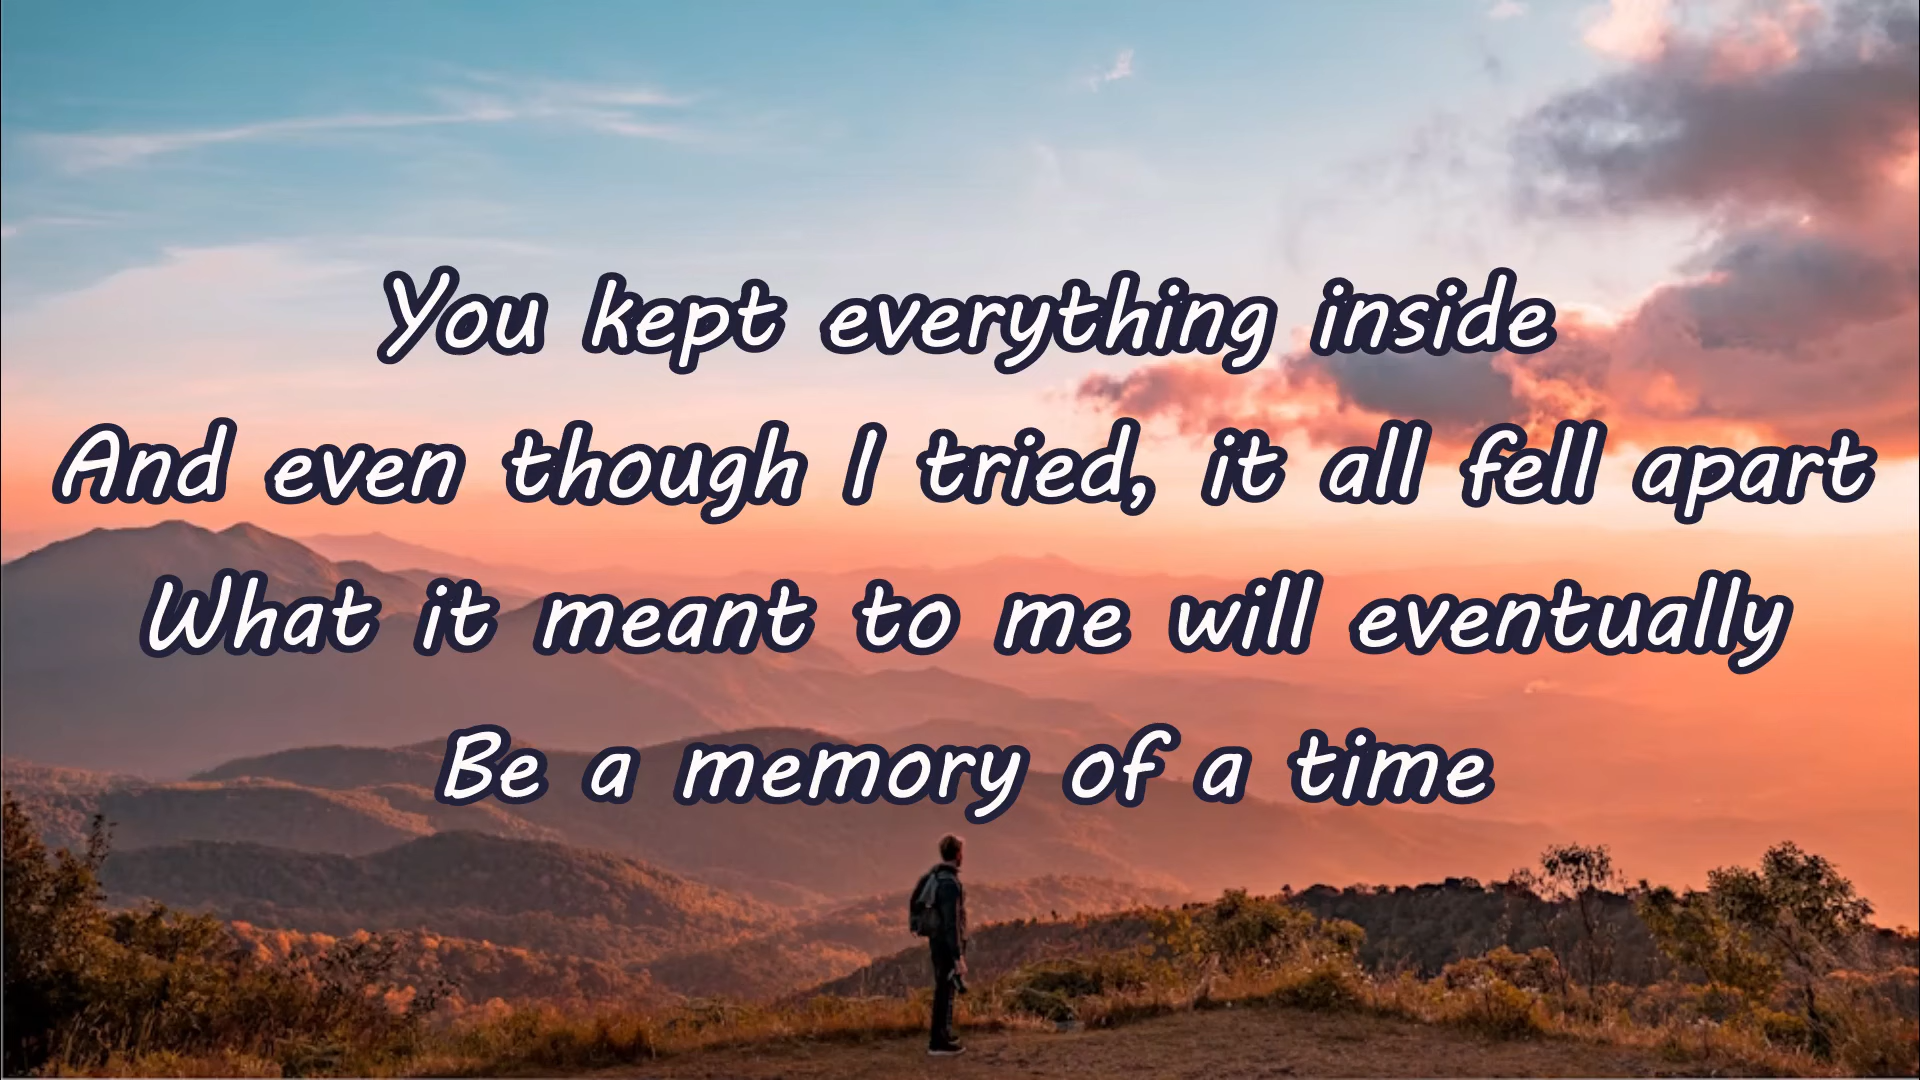 You kept everything inside
And even though I tried, it all fell apart
What it meant to me will eventually
Be a memory of a time